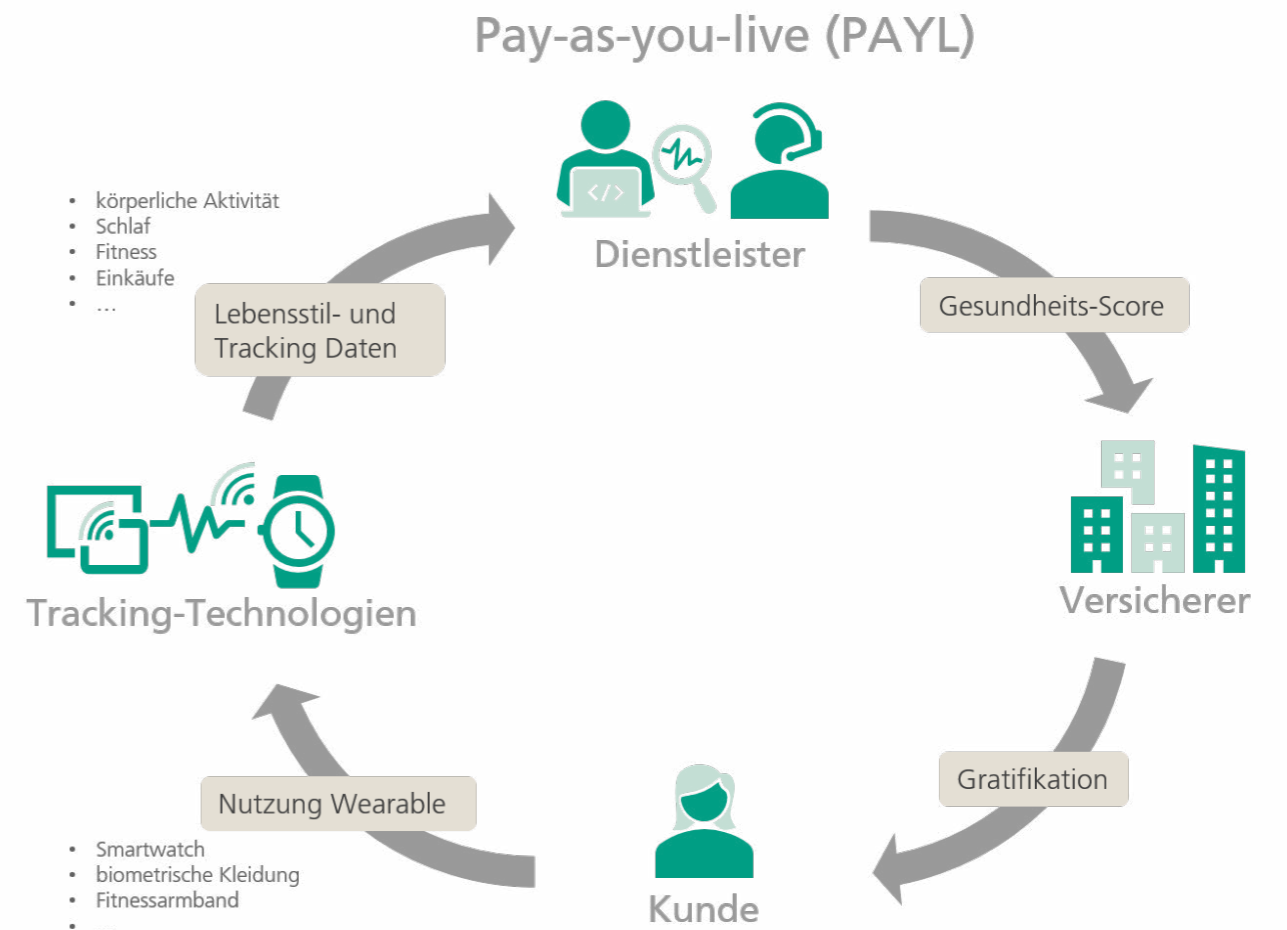 Pay-as-you-live (PAYL)
• körperliche Aktivität
• Schlaf
• Fitness
• Einkäufe
• …
Lebensstil- und
Tracking Daten
Dienstleister
</>
Gesundheits-Score
Tracking-Technologien
Versicherer
Nutzung Wearable
• Smartwatch
• biometrische Kleidung
• Fitnessarmband
• …
Gratifikation
Kunde